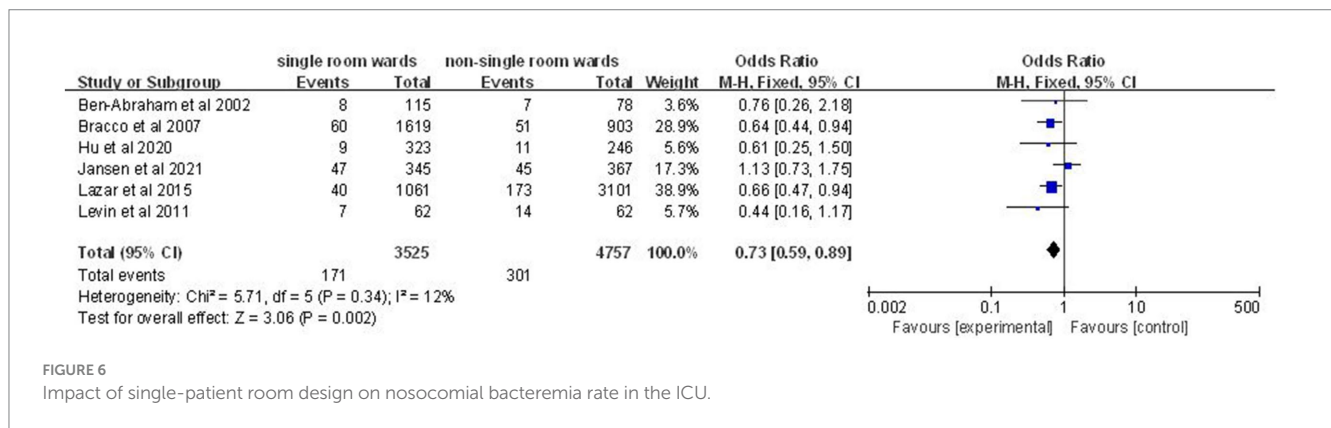 single room wards non-single room wards Odds Ratio Odds Ratio
Study or Subgroup Events Total Events Total Weight M-H, Fixed, 95% CI M-H, Fixed, 95% CI
Ben-Abraham et al 2002 8 115 7 78 3.6% 0.76 [0.26, 2.18]
Bracco et al 2007 60 1619 51 903 28.9% 0.64 [0.44, 0.94]
Hu et al 2020 9 323 11 246 5.6% 0.61 [0.25, 1.50]
Jansen et al 2021 47 345 45 367 17.3% 1.13 [0.73, 1.75]
Lazar et al 2015 40 1061 173 3101 38.9% 0.66 [0.47, 0.94]
Levin et al 2011 7 62 14 62 5.7% 0.44 [0.16, 1.17]
Total (95% CI) 3525 4757 100.0% 0.73 [0.59, 0.89]
Total events 171 301
Heterogeneity: Chi² = 5.71, df = 5 (P = 0.34); I² = 12%
Test for overall effect: Z = 3.06 (P = 0.002)
0.002 0.1 1 10 500
Favours [experimental] Favours [control]
FIGURE 6
Impact of single-patient room design on nosocomial bacteremia rate in the ICU.